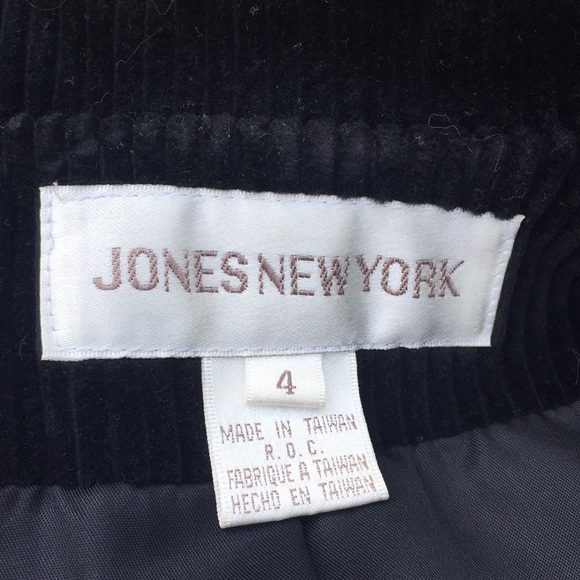 JONES NEW YORK
4
MADE IN TAIWAN
R.O.C.
FABRIQUE A TAIWAN
HECHO EN TAIWAN